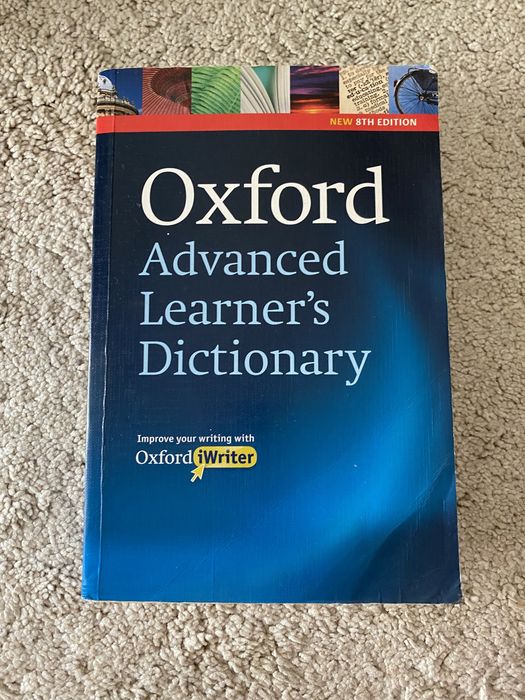 NEW 8TH EDITION
Oxford
Advanced
Learner's
Dictionary
Improve your writing with
Oxford iWriter